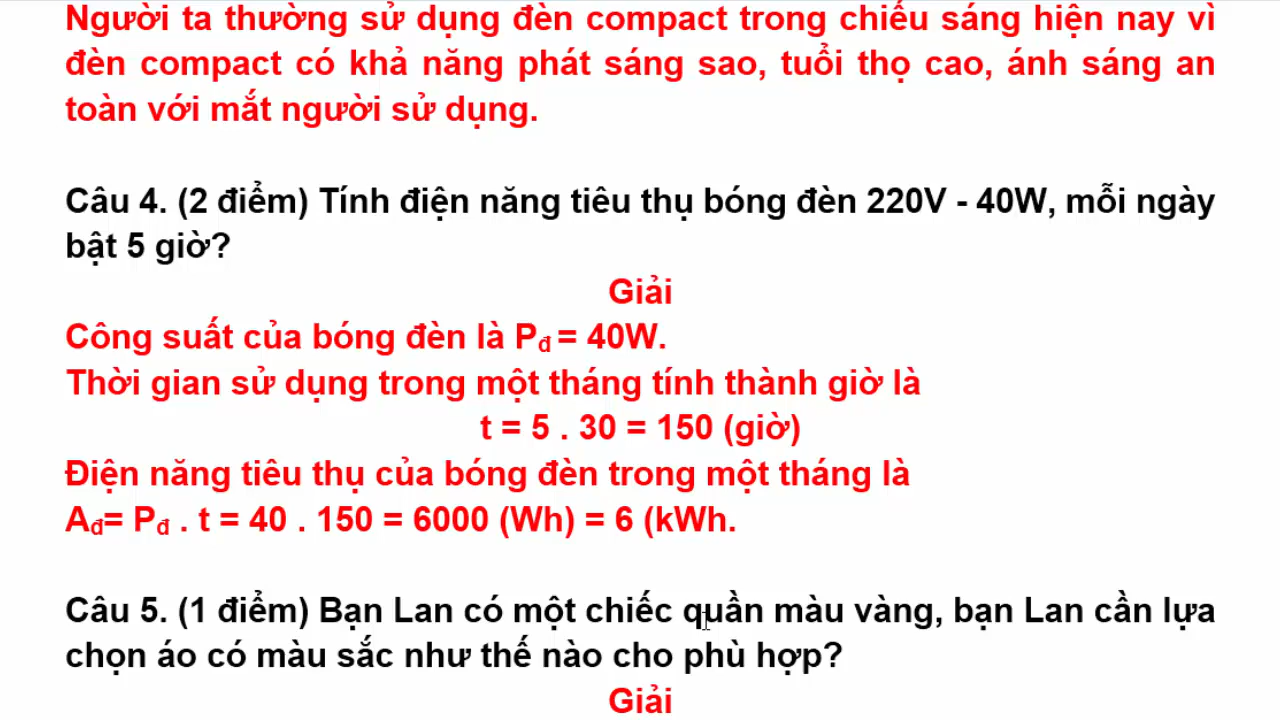 Người ta thường sử dụng đèn compact trong chiếu sáng hiện nay vì
đèn compact có khả năng phát sáng sao, tuổi thọ cao, ánh sáng an
toàn với mắt người sử dụng.
Câu 4. (2 điểm) Tính điện năng tiêu thụ bóng đèn 220V - 40W, mỗi ngày
bật 5 giờ?
Giải
Công suất của bóng đèn là Pđ = 40W.
Thời gian sử dụng trong một tháng tính thành giờ là
t = 5 . 30 = 150 (giờ)
Điện năng tiêu thụ của bóng đèn trong một tháng là
Ađ= Pđ . t = 40 . 150 = 6000 (Wh) = 6 (kWh.
Câu 5. (1 điểm) Bạn Lan có một chiếc quần màu vàng, bạn Lan cần lựa
chọn áo có màu sắc như thế nào cho phù hợp?
Giải